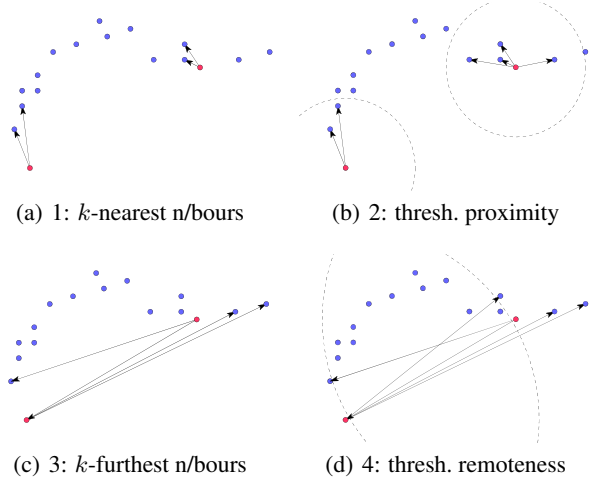 (a) 1: k-nearest n/bours
(b) 2: thresh. proximity
(c) 3: k-furthest n/bours
(d) 4: thresh. remoteness